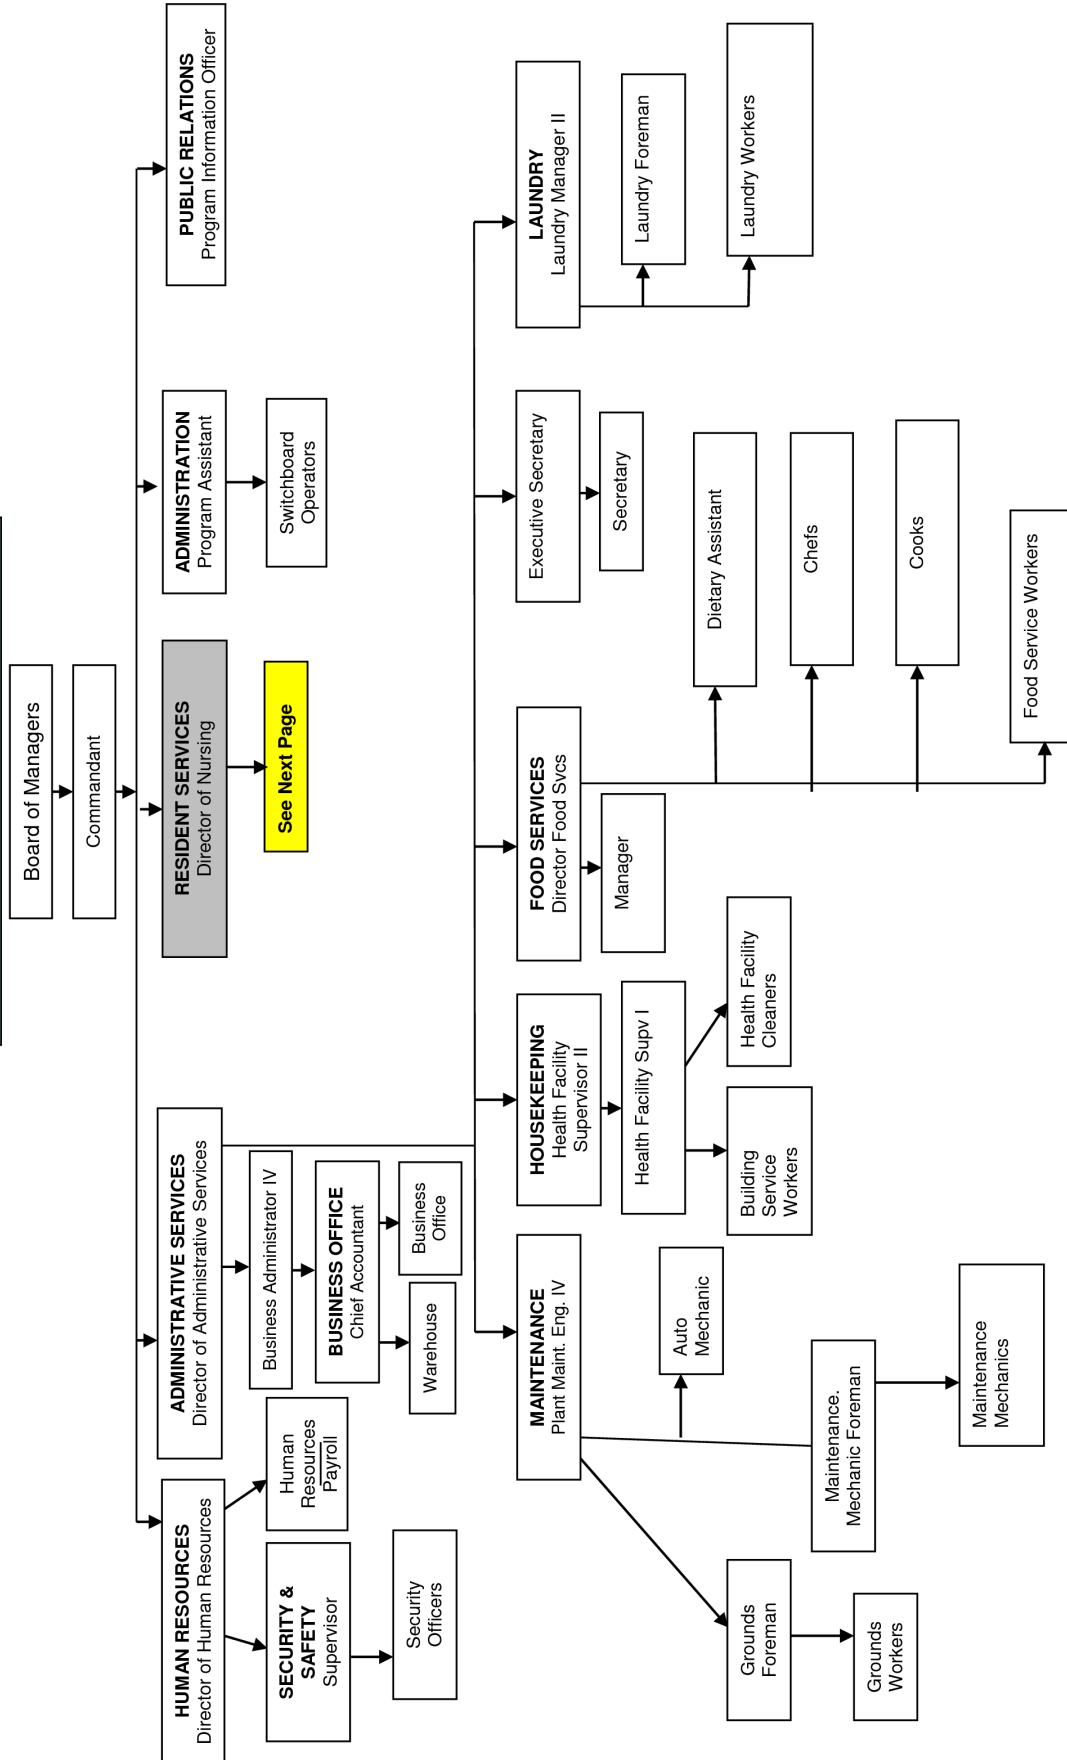 Board of Managers
Commandant
HUMAN RESOURCES
Director of Human Resources
ADMINISTRATIVE SERVICES
Director of Administrative Services
RESIDENT SERVICES
Director of Nursing
ADMINISTRATION
Program Assistant
PUBLIC RELATIONS
Program Information Officer
SECURITY &
SAFETY
Supervisor
Human
Resources
Payroll
Security
Officers
Business Administrator IV
BUSINESS OFFICE
Chief Accountant
Warehouse
Business
Office
See Next Page
Switchboard
Operators
MAINTENANCE
Plant Maint. Eng. IV
HOUSEKEEPING
Health Facility
Supervisor II
FOOD SERVICES
Director Food Svcs
Executive Secretary
LAUNDRY
Laundry Manager II
Auto
Mechanic
Grounds
Foreman
Grounds
Workers
Maintenance.
Mechanic Foreman
Maintenance
Mechanics
Health Facility Supv I
Building
Service
Workers
Health Facility
Cleaners
Manager
Dietary Assistant
Chefs
Cooks
Food Service Workers
Secretary
Laundry Foreman
Laundry Workers